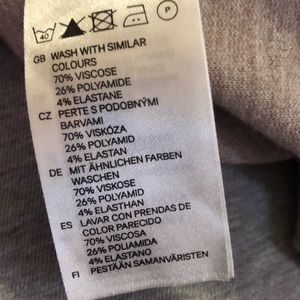 40
P
GB WASH WITH SIMILAR
COLOURS
70% VISCOSE
26% POLYAMIDE
4% ELASTANE
CZ PERTE S PODOBNÝMI
BARVAMI
70% VISKÓZA
26% POLYAMID
4% ELASTAN
DE MIT ÄHNLICHEN FARBEN
WASCHEN
70% VISKOSE
26% POLYAMID
4% ELASTHAN
ES LAVAR CON PRENDAS DE
COLOR PARECIDO
70% VISCOSA
26% POLIAMIDA
4% ELASTANO
FI PESTÄÄN SAMANVÄRISTEN